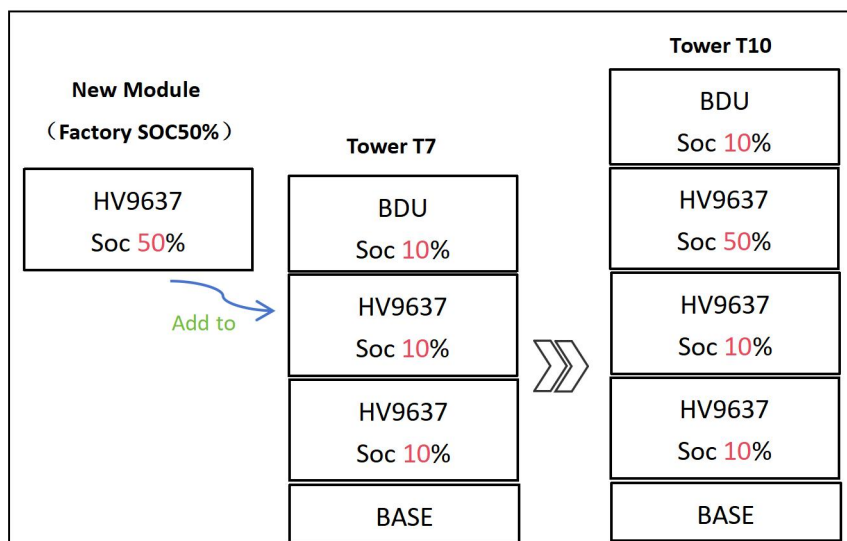 New Module
（Factory SOC50%）
HV9637
Soc 50%
Add to
Tower T7
BDU
Soc 10%
HV9637
Soc 10%
HV9637
Soc 10%
BASE
Tower T10
BDU
Soc 10%
HV9637
Soc 50%
HV9637
Soc 10%
HV9637
Soc 10%
BASE